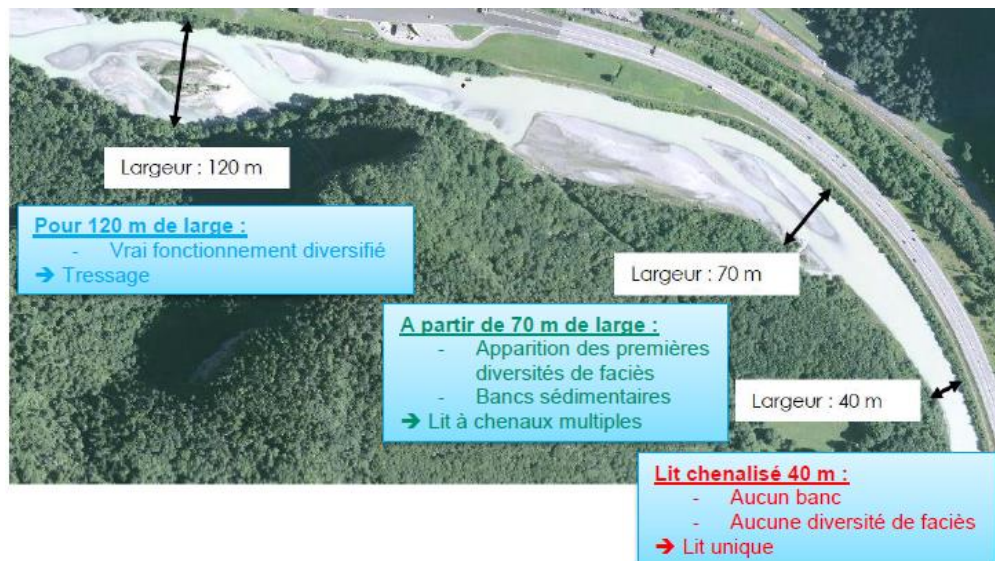 Largeur : 120 m
Pour 120 m de large :
- Vrai fonctionnement diversifié
➔ Tressage
Largeur : 70 m
A partir de 70 m de large :
- Apparition des premières
diversités de faciès
- Bancs sédimentaires
➔ Lit à chenaux multiples
Largeur : 40 m
Lit chenalisé 40 m :
- Aucun banc
- Aucune diversité de faciès
➔ Lit unique